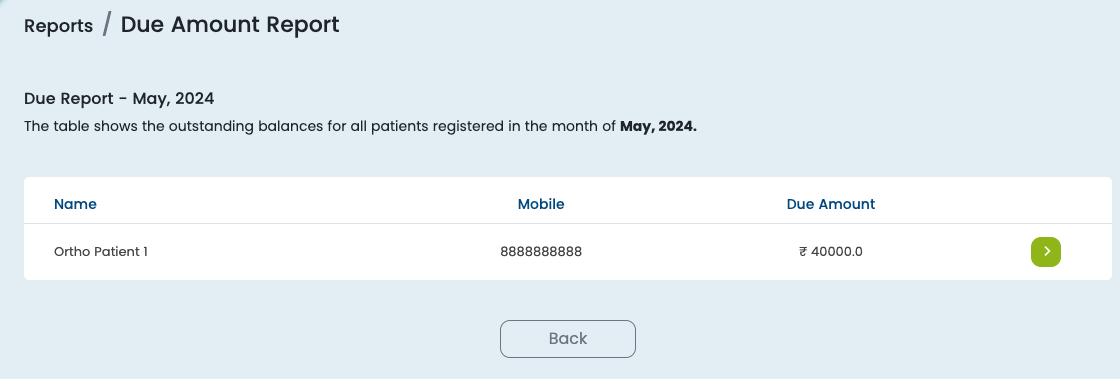 Reports / Due Amount Report
Due Report - May, 2024
The table shows the outstanding balances for all patients registered in the month of May, 2024.
Name Mobile Due Amount
Ortho Patient 1 8888888888 ₹ 40000.0
Back